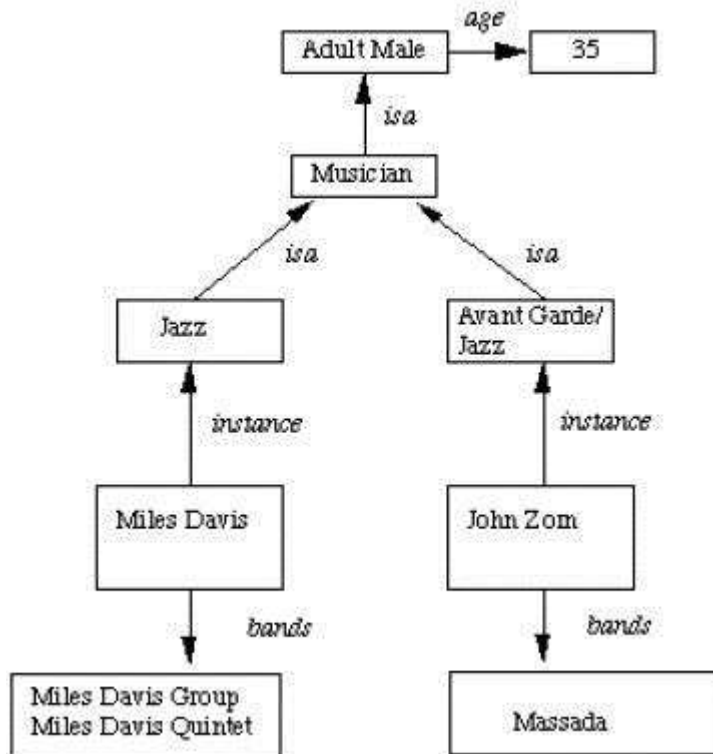 age
Adult Male
35
isa
Musician
isa
isa
Jazz
Avant Garde/
Jazz
instance
instance
Miles Davis
John Zorn
bands
bands
Miles Davis Group
Miles Davis Quintet
Massada